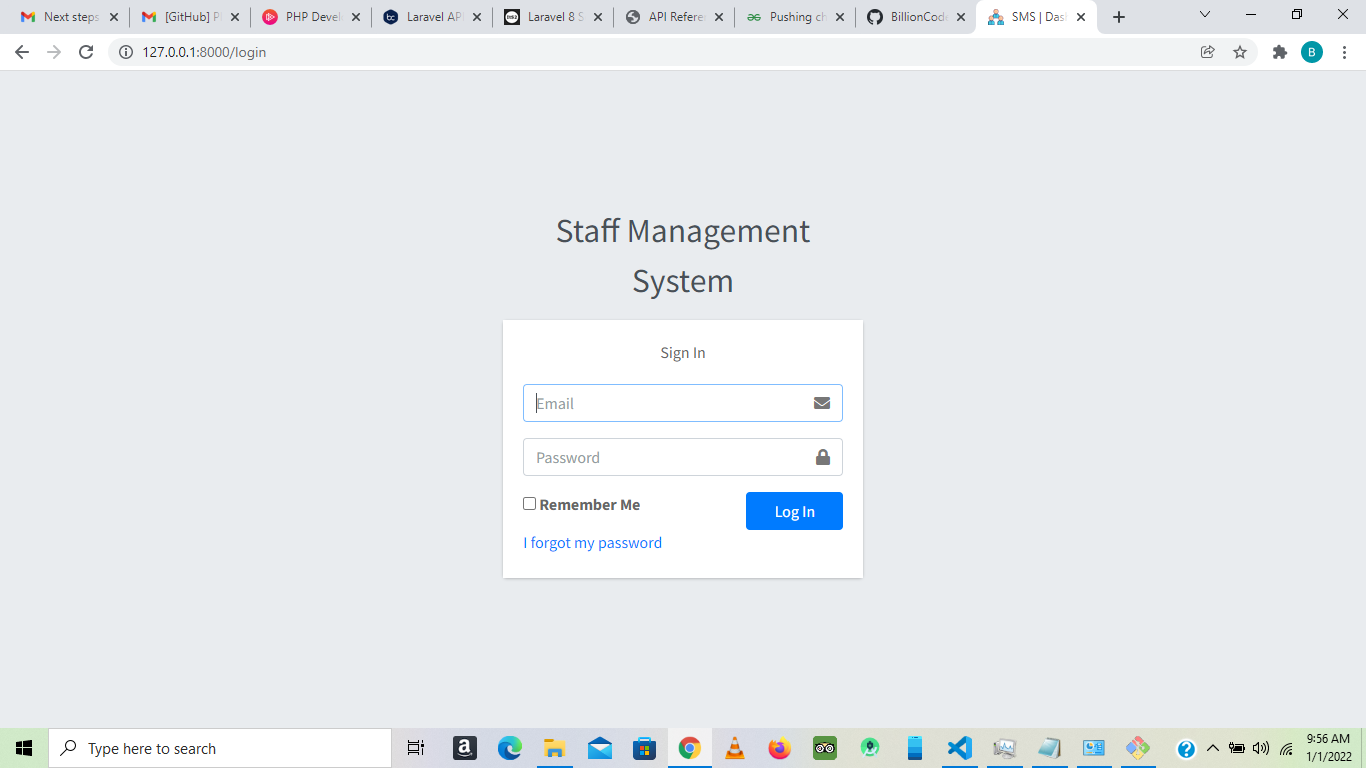 Next steps
[GitHub] P
PHP Devel
Laravel AP
Laravel 8 S
API Refere
Pushing ch
BillionCod
SMS | Das
127.0.0.1:8000/login
B
Staff Management
System
Sign In
Email
Password
Remember Me
Log In
I forgot my password
Type here to search
9:56 AM
1/1/2022